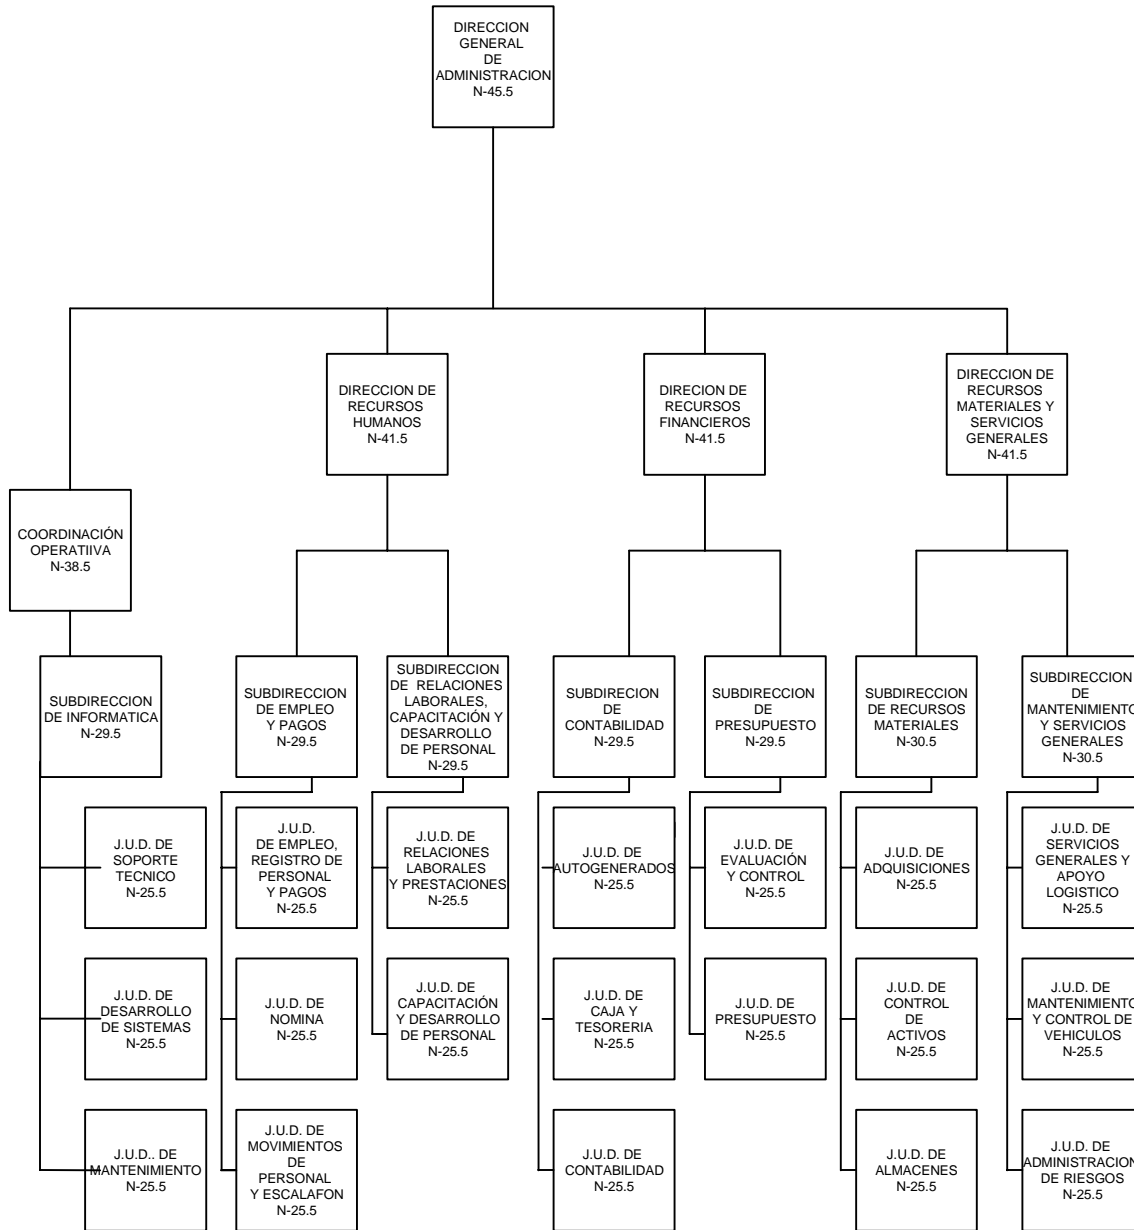 DIRECCION
GENERAL
DE
ADMINISTRACION
N-45.5
DIRECCION DE
RECURSOS
HUMANOS
N-41.5
DIRECION DE
RECURSOS
FINANCIEROS
N-41.5
DIRECCION DE
RECURSOS
MATERIALES Y
SERVICIOS
GENERALES
N-41.5
COORDINACIÓN
OPERATIIVA
N-38.5
SUBDIRECCION
DE INFORMATICA
N-29.5
SUBDIRECCION
DE EMPLEO
Y PAGOS
N-29.5
SUBDIRECCION
DE RELACIONES
LABORALES,
CAPACITACIÓN Y
DESARROLLO
DE PERSONAL
N-29.5
SUBDIRECION
DE
CONTABILIDAD
N-29.5
SUBDIRECCION
DE
PRESUPUESTO
N-29.5
SUBDIRECCION
DE RECURSOS
MATERIALES
N-30.5
SUBDIRECCION
DE
MANTENIMIENTO
Y SERVICIOS
GENERALES
N-30.5
J.U.D. DE
SOPORTE
TECNICO
N-25.5
J.U.D.
DE EMPLEO,
REGISTRO DE
PERSONAL
Y PAGOS
N-25.5
J.U.D. DE
RELACIONES
LABORALES
Y PRESTACIONES
N-25.5
J.U.D. DE
AUTOGENERADOS
N-25.5
J.U.D. DE
EVALUACIÓN
Y CONTROL
N-25.5
J.U.D. DE
ADQUISICIONES
N-25.5
J.U.D. DE
SERVICIOS
GENERALES Y
APOYO
LOGISTICO
N-25.5
J.U.D. DE
DESARROLLO
DE SISTEMAS
N-25.5
J.U.D. DE
NOMINA
N-25.5
J.U.D. DE
CAPACITACIÓN
Y DESARROLLO
DE PERSONAL
N-25.5
J.U.D. DE
CAJA Y
TESORERIA
N-25.5
J.U.D. DE
PRESUPUESTO
N-25.5
J.U.D. DE
CONTROL
DE
ACTIVOS
N-25.5
J.U.D. DE
MANTENIMIENTO
Y CONTROL DE
VEHICULOS
N-25.5
J.U.D.. DE
MANTENIMIENTO
N-25.5
J.U.D. DE
MOVIMIENTOS
DE
PERSONAL
Y ESCALAFON
N-25.5
J.U.D. DE
CONTABILIDAD
N-25.5
J.U.D. DE
ALMACENES
N-25.5
J.U.D. DE
ADMINISTRACION
DE RIESGOS
N-25.5